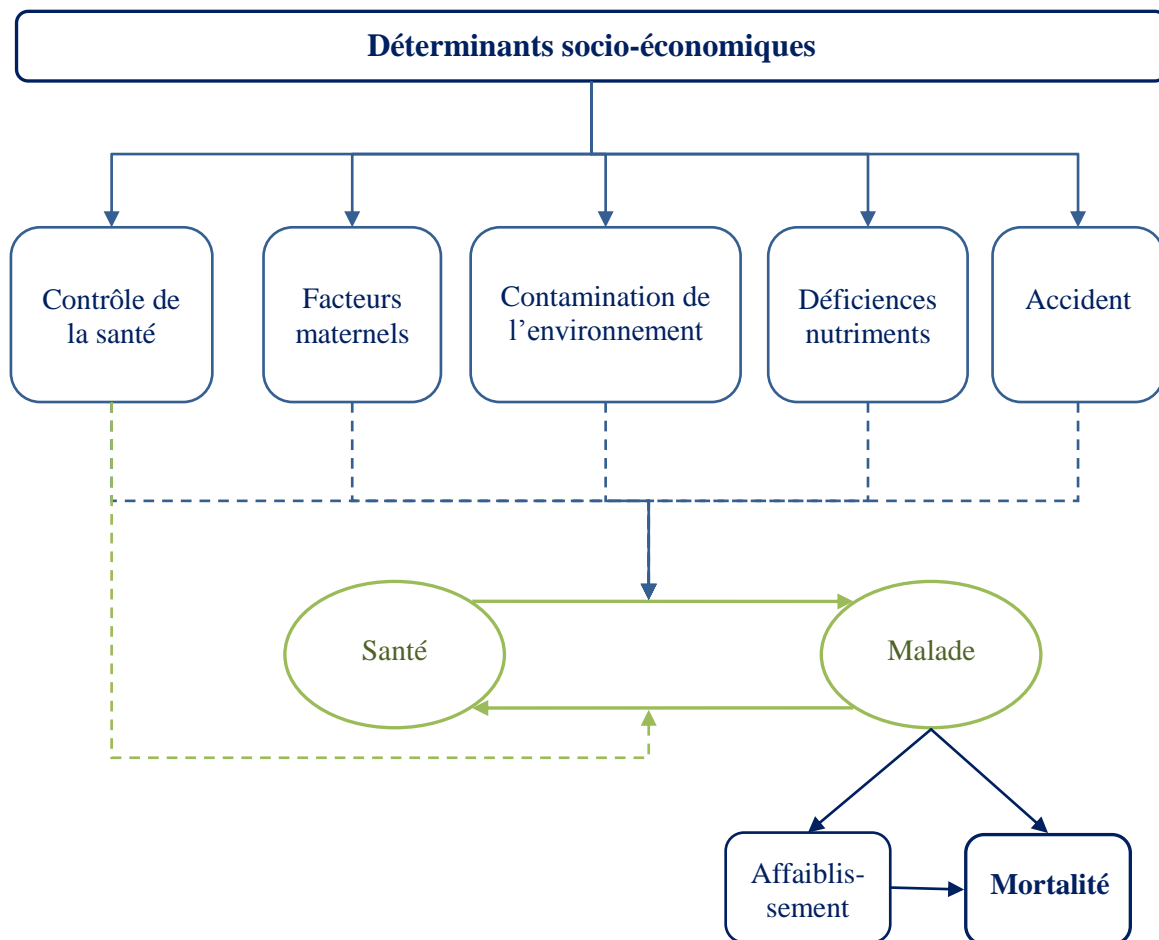 Déterminants socio-économiques
Contrôle de
la santé
Facteurs
maternels
Contamination de
l’environnement
Déficiences
nutriments
Accident
Santé
Malade
Affaiblis-
sement
Mortalité